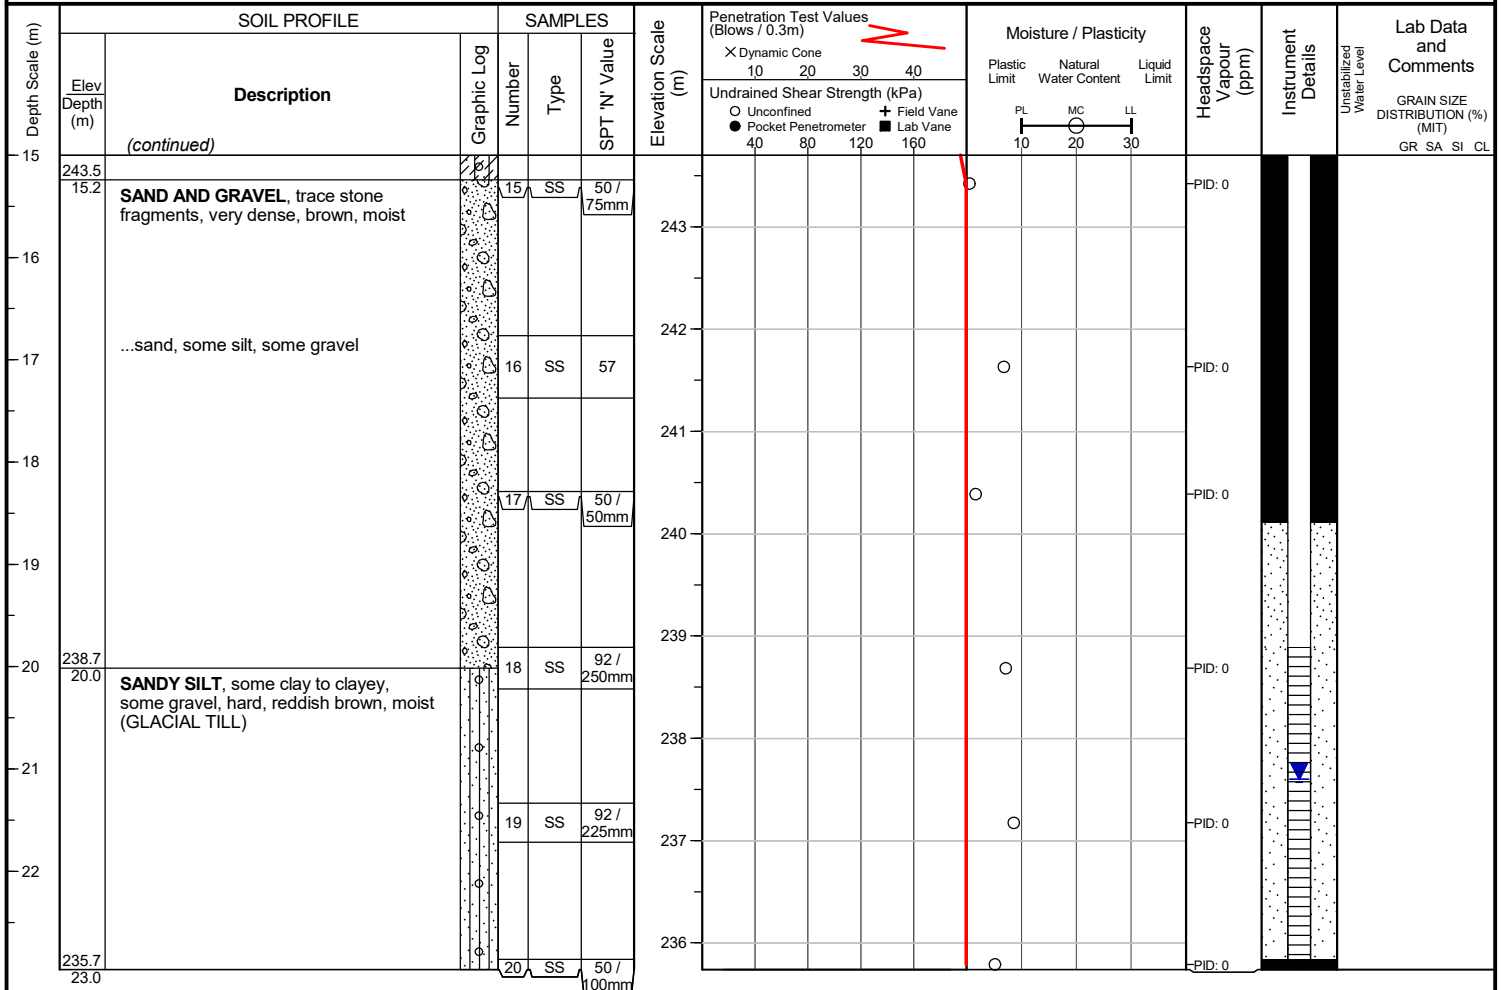 SOIL PROFILE
SAMPLES
Depth Scale (m)
Elev
Depth
(m)
Description
(continued)
Graphic Log
Number
Type
SPT 'N' Value
Elevation Scale
(m)
Penetration Test Values
(Blows / 0.3m)
× Dynamic Cone
10 20 30 40
Undrained Shear Strength (kPa)
Unconfined + Field Vane
Pocket Penetrometer Lab Vane
40 80 120 160
Moisture / Plasticity
Plastic Limit
Natural Water Content
Liquid Limit
PL MC LL
10 20 30
Headspace
Vapour
(ppm)
Instrument
Details
Unstabilized
Water Level
Lab Data
and
Comments
GRAIN SIZE
DISTRIBUTION (%)
(MIT)
GR SA SI CL
15
243.5
15.2
SAND AND GRAVEL, trace stone
fragments, very dense, brown, moist
15 SS 50 /
75mm
PID: 0
243
16
242
...sand, some silt, some gravel
17
16 SS 57
PID: 0
241
18
17 SS 50 /
50mm
PID: 0
240
19
239
238.7
20
20.0
18 SS 92 /
250mm
PID: 0
SANDY SILT, some clay to clayey,
some gravel, hard, reddish brown, moist
(GLACIAL TILL)
238
21
19 SS 92 /
225mm
PID: 0
237
22
236
235.7
23.0
20 SS 50 /
100mm
PID: 0